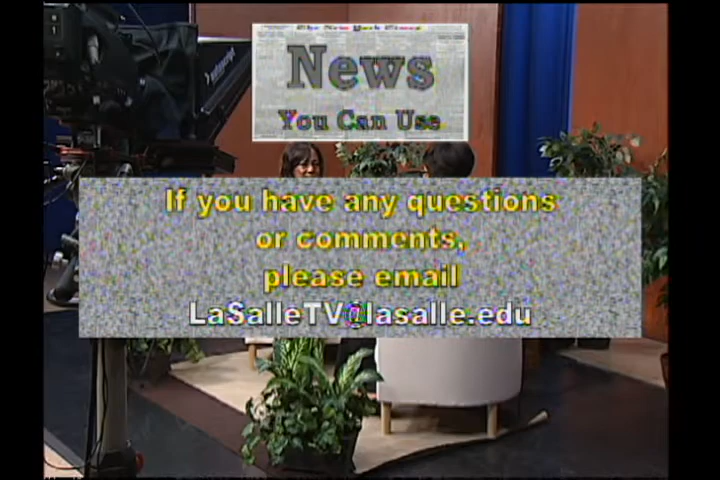 News
You Can Use
If you have any questions
or comments,
please email
LaSalleTV@lasalle.edu